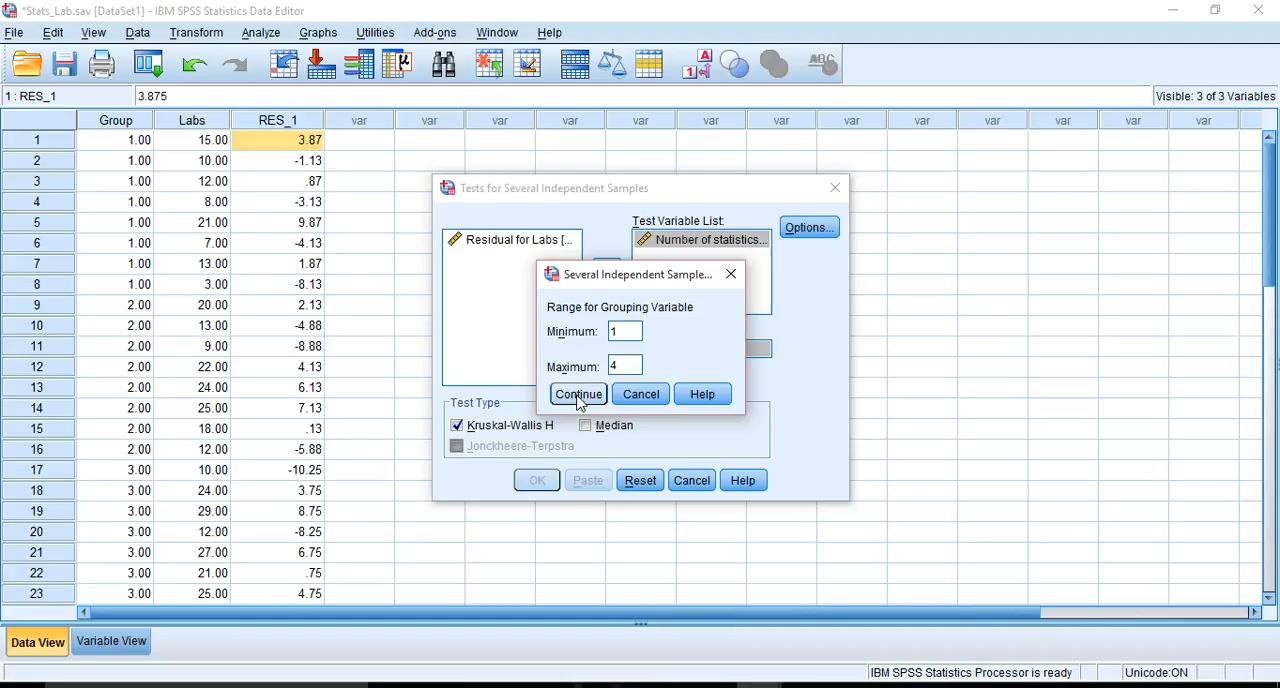 *Stats_Lab.sav [DataSet1] - IBM SPSS Statistics Data Editor
File Edit View Data Transform Analyze Graphs Utilities Add-ons Window Help
1 : RES_1 3.875 Visible: 3 of 3 Variables
Group Labs RES_1 var var var var var var var var var var var var var
1 1.00 15.00 3.87
2 1.00 10.00 -1.13
3 1.00 12.00 .87
4 1.00 8.00 -3.13
5 1.00 21.00 9.87
6 1.00 7.00 -4.13
7 1.00 13.00 1.87
8 1.00 3.00 -8.13
9 2.00 20.00 2.13
10 2.00 13.00 -4.88
11 2.00 9.00 -8.88
12 2.00 22.00 4.13
13 2.00 24.00 6.13
14 2.00 25.00 7.13
15 2.00 18.00 .13
16 2.00 12.00 -5.88
17 3.00 10.00 -10.25
18 3.00 24.00 3.75
19 3.00 29.00 8.75
20 3.00 12.00 -8.25
21 3.00 27.00 6.75
22 3.00 21.00 .75
23 3.00 25.00 4.75
Tests for Several Independent Samples
Test Variable List:
Options...
Residual for Labs [... Number of statistics...
Several Independent Sample...
Range for Grouping Variable
Minimum: 1
Maximum: 4
Continue Cancel Help
Test Type
Kruskal-Wallis H Median
Jonckheere-Terpstra
OK Paste Reset Cancel Help
Data View Variable View
IBM SPSS Statistics Processor is ready Unicode:ON